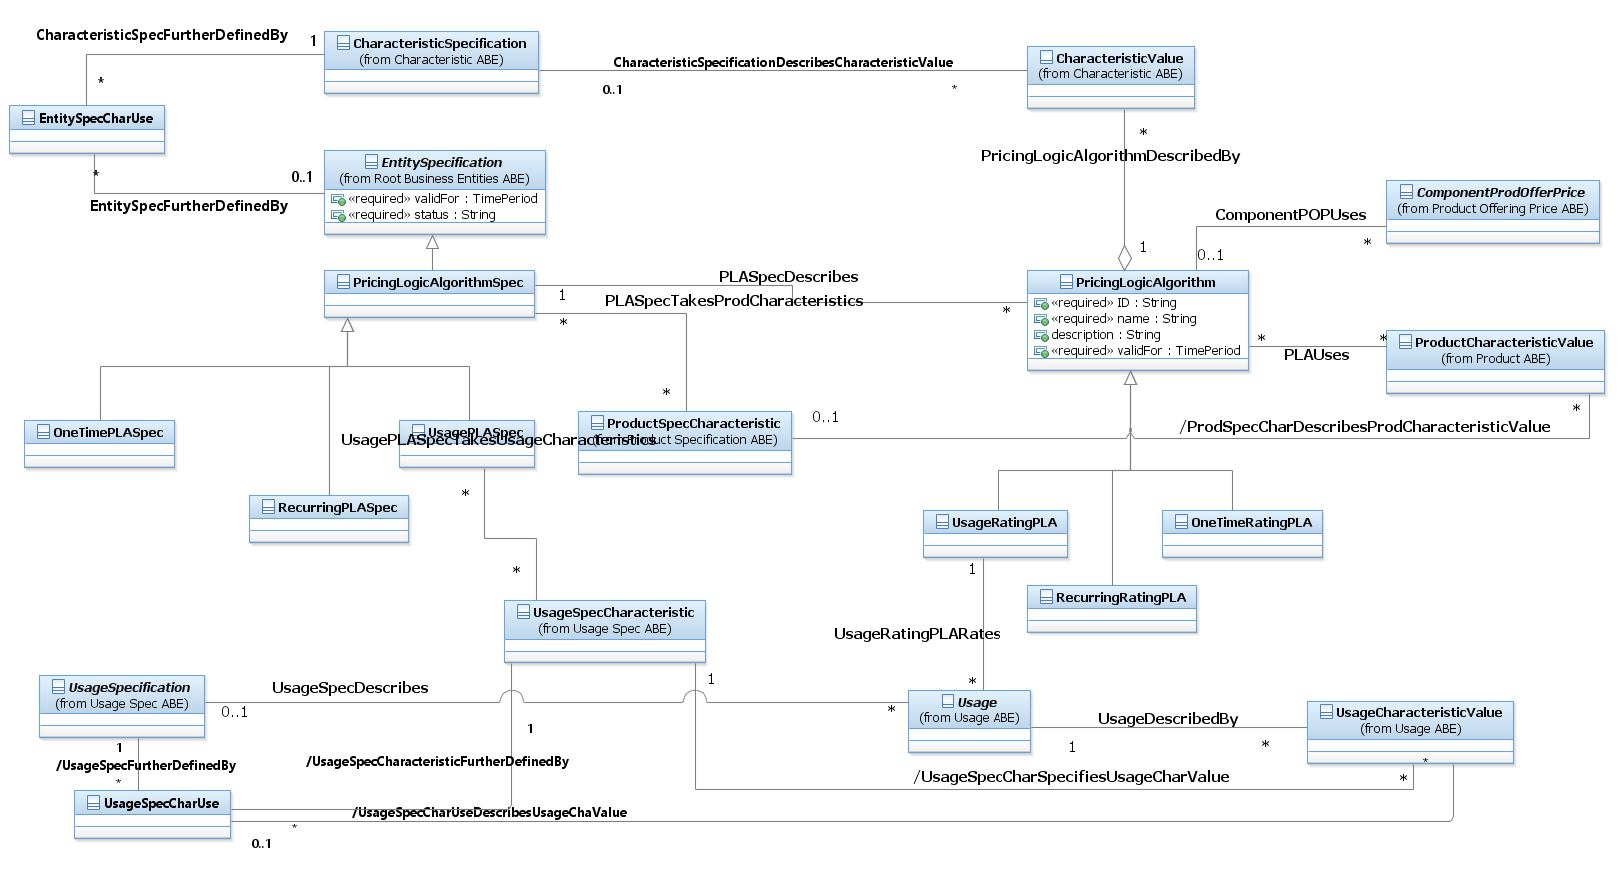 CharacteristicSpecFurtherDefinedBy
1
*
CharacteristicSpecification
(from Characteristic ABE)
CharacteristicSpecificationDescribesCharacteristicValue
0..1
*
CharacteristicValue
(from Characteristic ABE)
EntitySpecCharUse
*
0..1
EntitySpecFurtherDefinedBy
EntitySpecification
(from Root Business Entities ABE)
«required» validFor : TimePeriod
«required» status : String
*
PricingLogicAlgorithmDescribedBy
1
ComponentProdOfferPrice
(from Product Offering Price ABE)
ComponentPOPUses
*
0..1
PricingLogicAlgorithmSpec
PLASpecDescribes
1
*
PLASpecTakesProdCharacteristics
*
*
PricingLogicAlgorithm
«required» ID : String
«required» name : String
description : String
«required» validFor : TimePeriod
*
*
PLAUses
ProductCharacteristicValue
(from Product ABE)
*
OneTimePLASpec
UsagePLASpec
UsagePLASpecTakesUsageCharacteristics
ProductSpecCharacteristic
(from Product Specification ABE)
0..1
/ProdSpecCharDescribesProdCharacteristicValue
RecurringPLASpec
*
*
UsageRatingPLA
OneTimeRatingPLA
RecurringRatingPLA
1
UsageRatingPLARates
*
UsageSpecCharacteristic
(from Usage Spec ABE)
UsageSpecification
(from Usage Spec ABE)
UsageSpecDescribes
0..1
*
1
1
Usage
(from Usage ABE)
UsageDescribedBy
1
*
UsageCharacteristicValue
(from Usage ABE)
*
*
1
/UsageSpecFurtherDefinedBy
*
/UsageSpecCharacteristicFurtherDefinedBy
/UsageSpecCharSpecifiesUsageCharValue
UsageSpecCharUse
/UsageSpecCharUseDescribesUsageChaValue
*
0..1